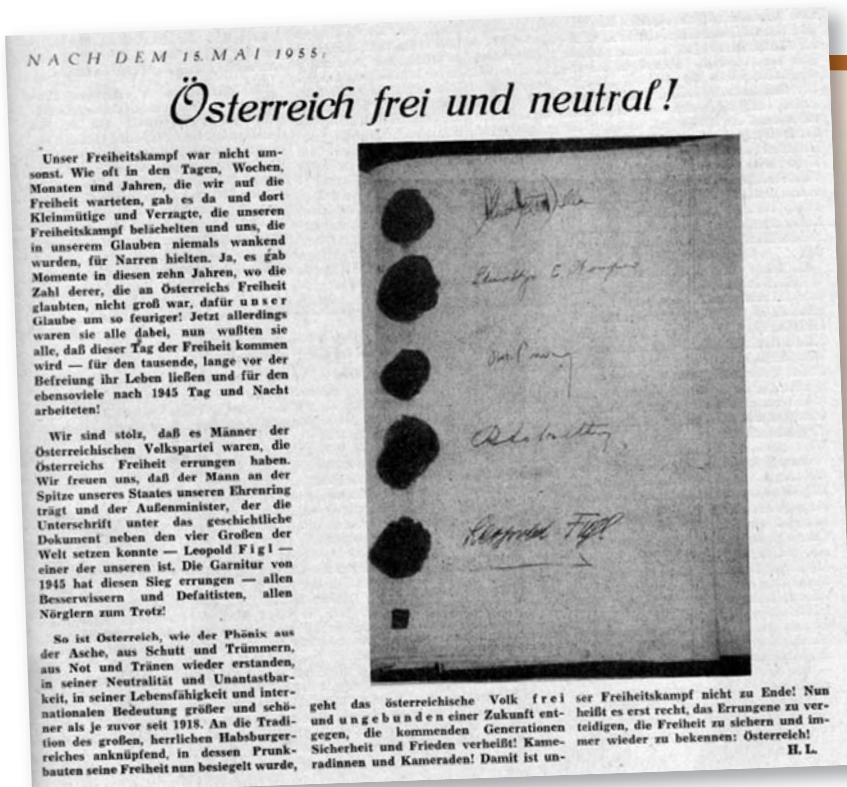 NACH DEM 15. MAI 1955:
Österreich frei und neutral!
Unser Freiheitskampf war nicht um-
sonst. Wie oft in den Tagen, Wochen,
Monaten und Jahren, die wir auf die
Freiheit warteten, gab es da und dort
Kleinmütige und Verzagte, die unseren
Freiheitskampf belächelten und uns, die
in unserem Glauben niemals wankend
wurden, für Narren hielten. Ja, es gab
Momente in diesen zehn Jahren, wo die
Zahl derer, die an Österreichs Freiheit
glaubten, nicht groß war, dafür unser
Glaube um so feuriger! Jetzt allerdings
waren sie alle dabei, nun wußten sie
alle, daß dieser Tag der Freiheit kommen
wird — für den tausende, lange vor der
Befreiung ihr Leben ließen und für den
ebensoviele nach 1945 Tag und Nacht
arbeiteten!
Wir sind stolz, daß es Männer der
Österreichischen Volkspartei waren, die
Österreichs Freiheit errungen haben.
Wir freuen uns, daß der Mann an der
Spitze unseres Staates unseren Ehrenring
trägt und der Außenminister, der die
Unterschrift unter das geschichtliche
Dokument neben den vier Großen der
Welt setzen konnte — Leopold Figl —
einer der unseren ist. Die Garnitur von
1945 hat diesen Sieg errungen — allen
Besserwissern und Defaitisten, allen
Nörglern zum Trotz!
So ist Österreich, wie der Phönix aus
der Asche, aus Schutt und Trümmern,
aus Not und Tränen wieder erstanden,
in seiner Neutralität und Unantastbar-
keit, in seiner Lebensfähigkeit und inter-
nationalen Bedeutung größer und schö-
ner als je zuvor seit 1918. An die Tradi-
tion des großen, herrlichen Habsburger-
reiches anknüpfend, in dessen Prunk-
bauten seine Freiheit nun besiegelt wurde,
Leopold Figl
geht das österreichische Volk frei
und ungebunden einer Zukunft ent-
gegen, die kommenden Generationen
Sicherheit und Frieden verheißt! Kame-
radinnen und Kameraden! Damit ist un-
ser Freiheitskampf nicht zu Ende! Nun
heißt es erst recht, das Errungene zu ver-
teidigen, die Freiheit zu sichern und im-
mer wieder zu bekennen: Österreich!
H. L.